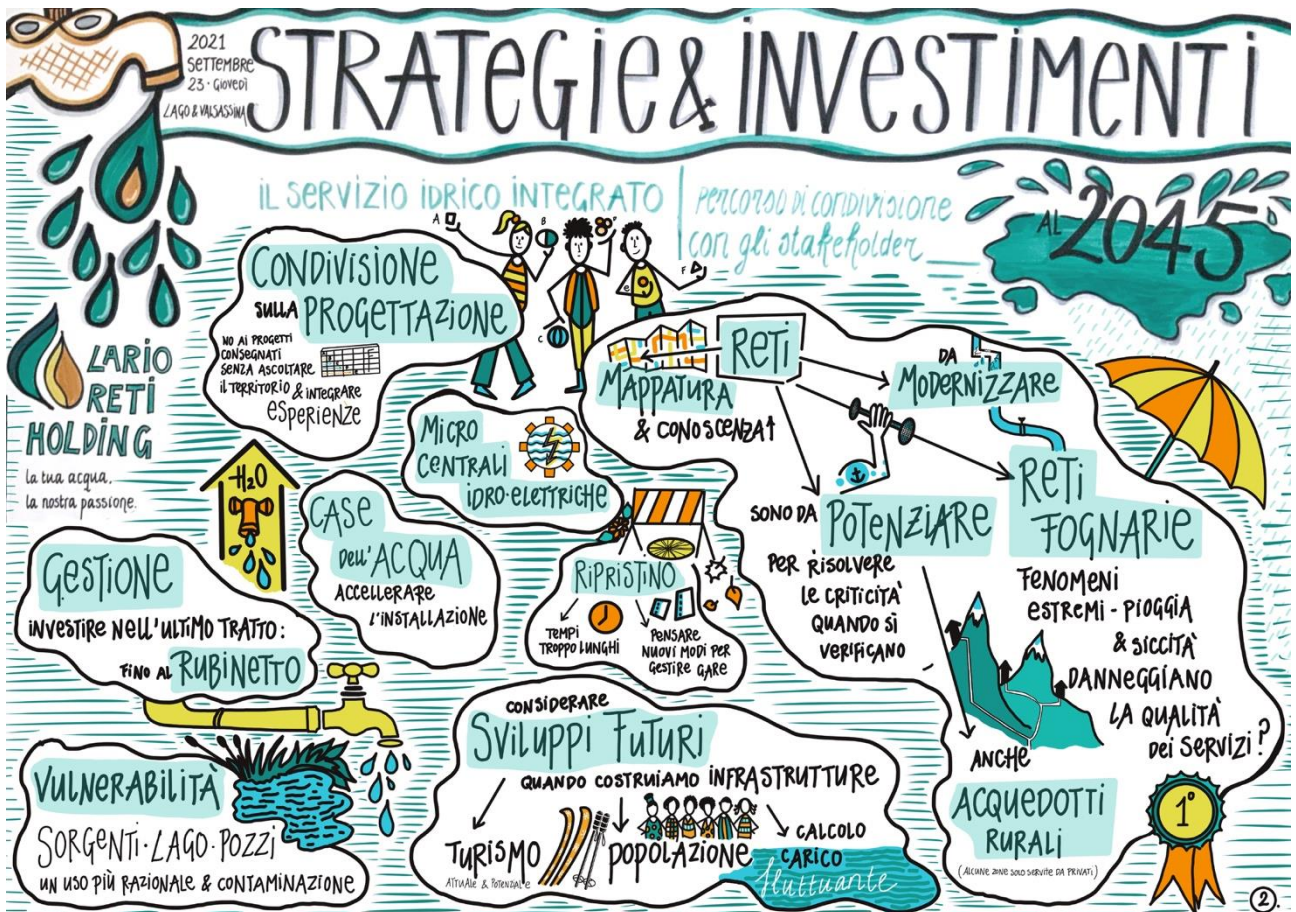 2021
SETTEMBRE
23 · GIOVEDÌ
LAGO & VALSASSINA
STRATEGIE & INVESTIMENTI
AL 2045
IL SERVIZIO IDRICO INTEGRATO
PERCORSO DI CONDIVISIONE
con gli stakeholder
LARIO
RETI
HOLDING
la tua acqua.
la nostra passione.
A
B
C
D
e
F
CONDIVISIONE
SULLA PROGETTAZIONE
NO AI PROGETTI
CONSEGNATI
SENZA ASCOLTARE
IL TERRITORIO & INTEGRARE
ESPERIENZE
MICRO
CENTRALI
IDRO·ELETTRICHE
RETI
MAPPATURA
& CONOSCENZA
DA
MODERNIZZARE
SONO DA POTENZIARE
PER RISOLVERE
LE CRITICITÀ
QUANDO SÌ
VERIFICANO
RETI
FOGNARIE
FENOMENI
ESTREMI - PIOGGIA
& SICCITÀ
DANNEGGIANO
LA QUALITÀ
DEI SERVIZI?
ANCHE
ACQUEDOTTI
RURALI
(ALCUNE ZONE SOLO SERVITE DA PRIVATI)
1°
H₂O
CASE
DELL'ACQUA
ACCELLERARE
L'INSTALLAZIONE
RIPRISTINO
TEMPI
TROPPO LUNGHI
PENSARE
NUOVI MODI PER
GESTIRE GARE
GESTIONE
INVESTIRE NELL'ULTIMO TRATTO:
FINO AL RUBINETTO
VULNERABILITÀ
SORGENTI·LAGO·POZZI
UN USO PIÙ RAZIONALE & CONTAMINAZIONE
CONSIDERARE
SVILUPPI FUTURI
QUANDO COSTRUIAMO INFRASTRUTTURE
TURISMO
ATTUALE & POTENZIALE
POPOLAZIONE
CALCOLO
CARICO
fluttuante
2.